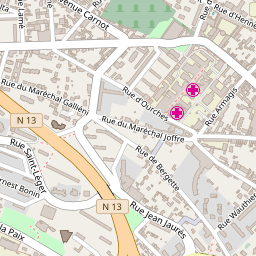 Avenue Carnot
Rue d'Henne
Rue du Maréchal Gallieni
Rue d'Ourches
Rue Armagis
N 13
Rue du Maréchal Joffre
Rue Saint-Léger
Rue de Bergette
Ernest Bonin
Rue Wauthier
N 13
Rue Jean Jaurès
la Paix